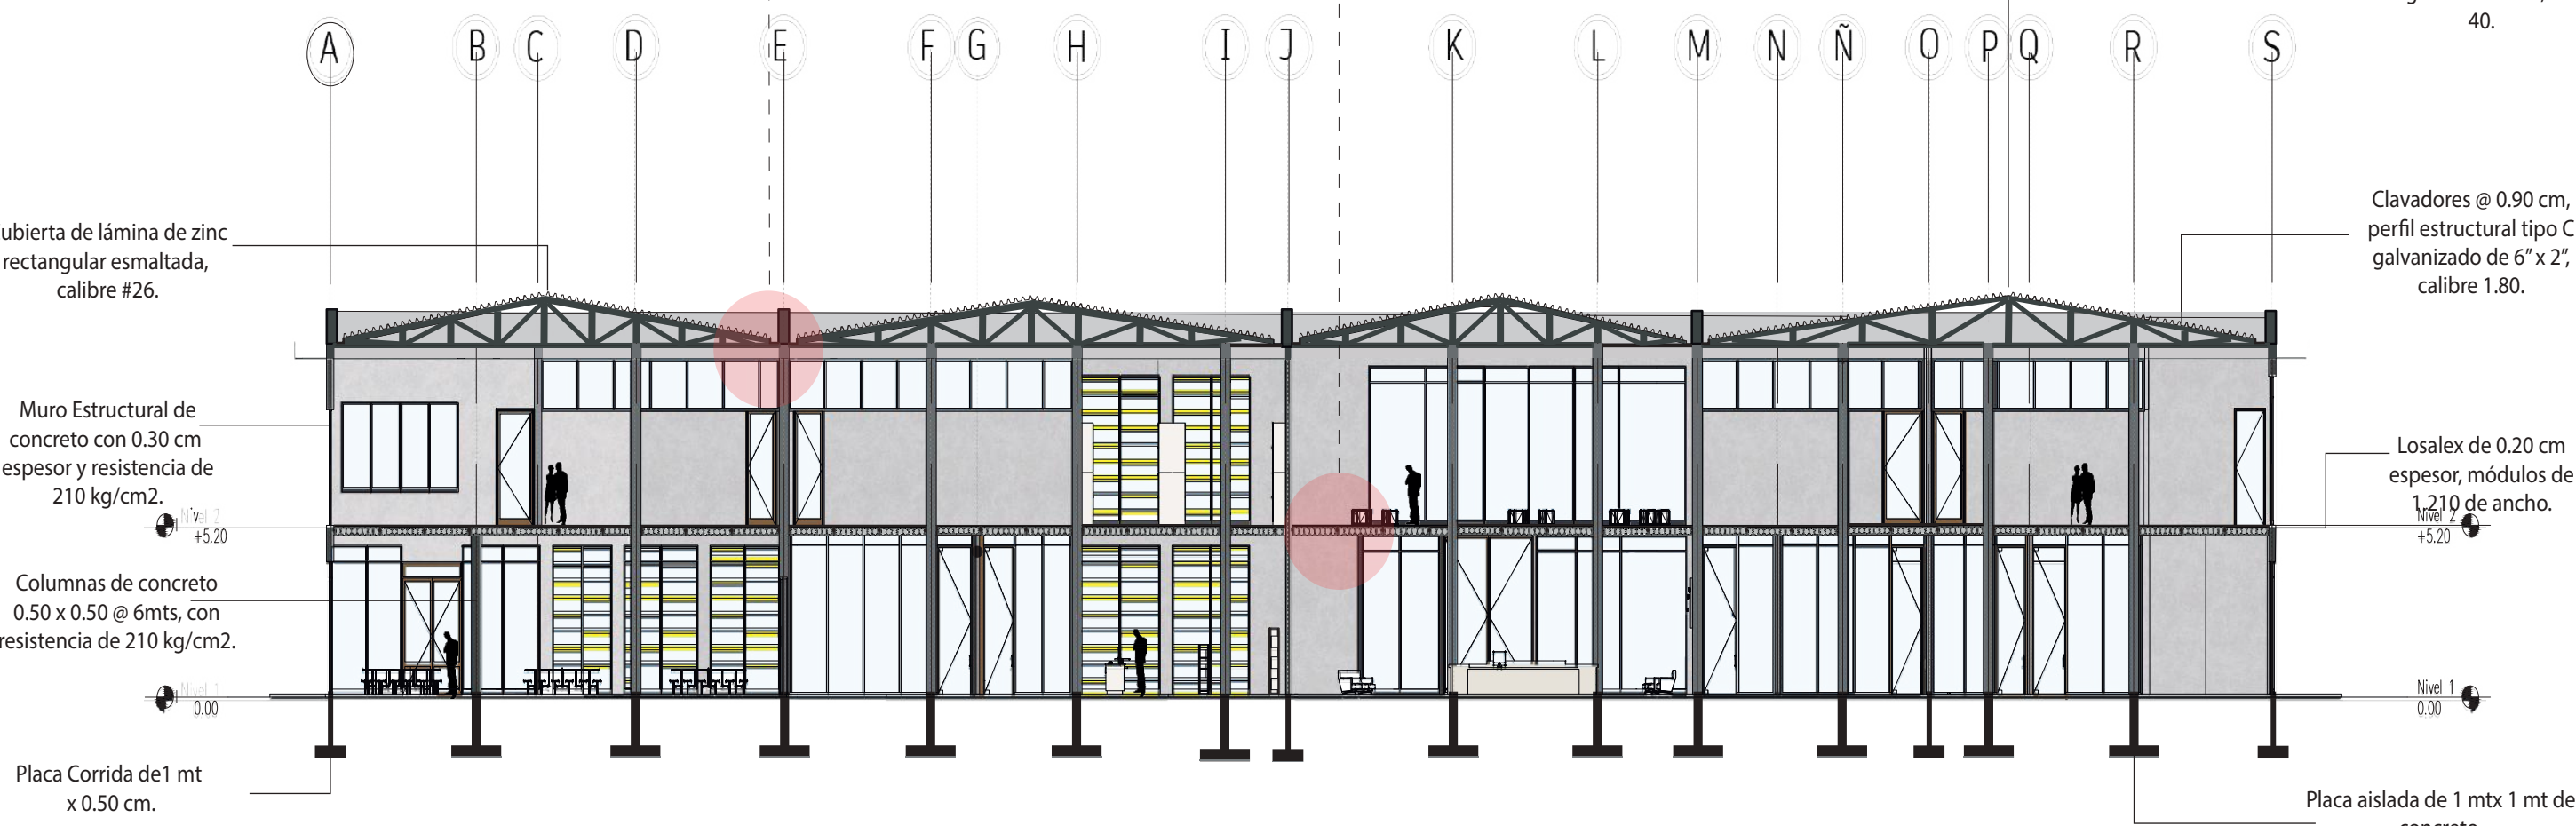 40.
A B C D E F G H I J K L M N Ñ O P Q R S
ubierta de lámina de zinc
rectangular esmaltada,
calibre #26.
Clavadores @ 0.90 cm,
perfil estructural tipo C
galvanizado de 6” x 2”,
calibre 1.80.
Muro Estructural de
concreto con 0.30 cm
espesor y resistencia de
210 kg/cm2.
Losalex de 0.20 cm
espesor, módulos de
1.210 de ancho.
Nivel 2
+5.20
Nivel 2
+5.20
Columnas de concreto
0.50 x 0.50 @ 6mts, con
resistencia de 210 kg/cm2.
Nivel 1
0.00
Nivel 1
0.00
Placa Corrida de1 mt
x 0.50 cm.
Placa aislada de 1 mtx 1 mt de